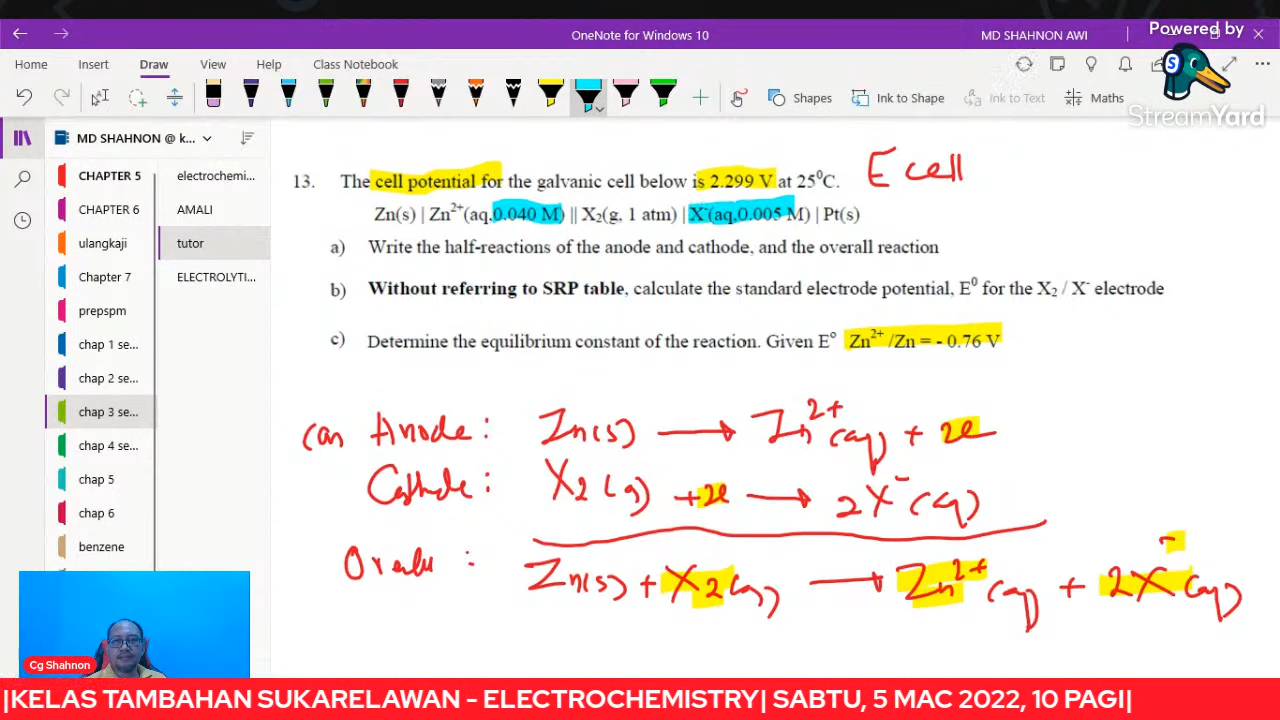 Powered by
OneNote for Windows 10
MD SHAHNON AWI
StreamYard
Home Insert Draw View Help Class Notebook
Shapes Ink to Shape Ink to Text Maths
MD SHAHNON @ k...
CHAPTER 5
CHAPTER 6
ulangkaji
Chapter 7
prepspm
chap 1 se...
chap 2 se...
chap 3 se...
chap 4 se...
chap 5
chap 6
benzene
electrochemi...
AMALI
tutor
ELECTROLYTI...
E cell
13. The cell potential for the galvanic cell below is 2.299 V at 25⁰C.
Zn(s) | Zn²⁺(aq,0.040 M) || X₂(g, 1 atm) | X⁻(aq,0.005 M) | Pt(s)
a) Write the half-reactions of the anode and cathode, and the overall reaction
b) Without referring to SRP table, calculate the standard electrode potential, E⁰ for the X₂ / X⁻ electrode
c) Determine the equilibrium constant of the reaction. Given E° Zn²⁺ /Zn = - 0.76 V
Anode : Zn(s) → Zn²⁺(aq) + 2e
Cathode : X₂(g) + 2e → 2X⁻(aq)
: Zn(s) + X₂(g) → Zn²⁺(aq) + 2X⁻(aq)
Cg Shahnon
|KELAS TAMBAHAN SUKARELAWAN - ELECTROCHEMISTRY| SABTU, 5 MAC 2022, 10 PAGI|